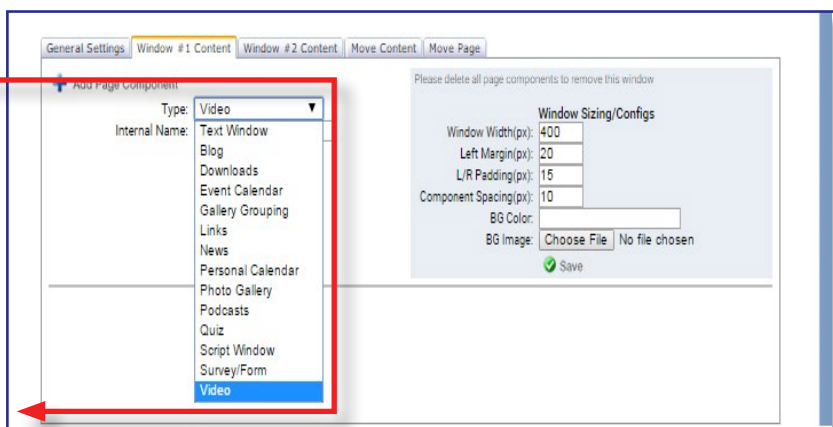 General Settings Window #1 Content Window #2 Content Move Content Move Page
Add Page Component
Type: Video
Internal Name:
Text Window
Blog
Downloads
Event Calendar
Gallery Grouping
Links
News
Personal Calendar
Photo Gallery
Podcasts
Quiz
Script Window
Survey/Form
Video
Please delete all page components to remove this window
Window Sizing/Configs
Window Width(px): 400
Left Margin(px): 20
L/R Padding(px): 15
Component Spacing(px): 10
BG Color:
BG Image: Choose File No file chosen
Save